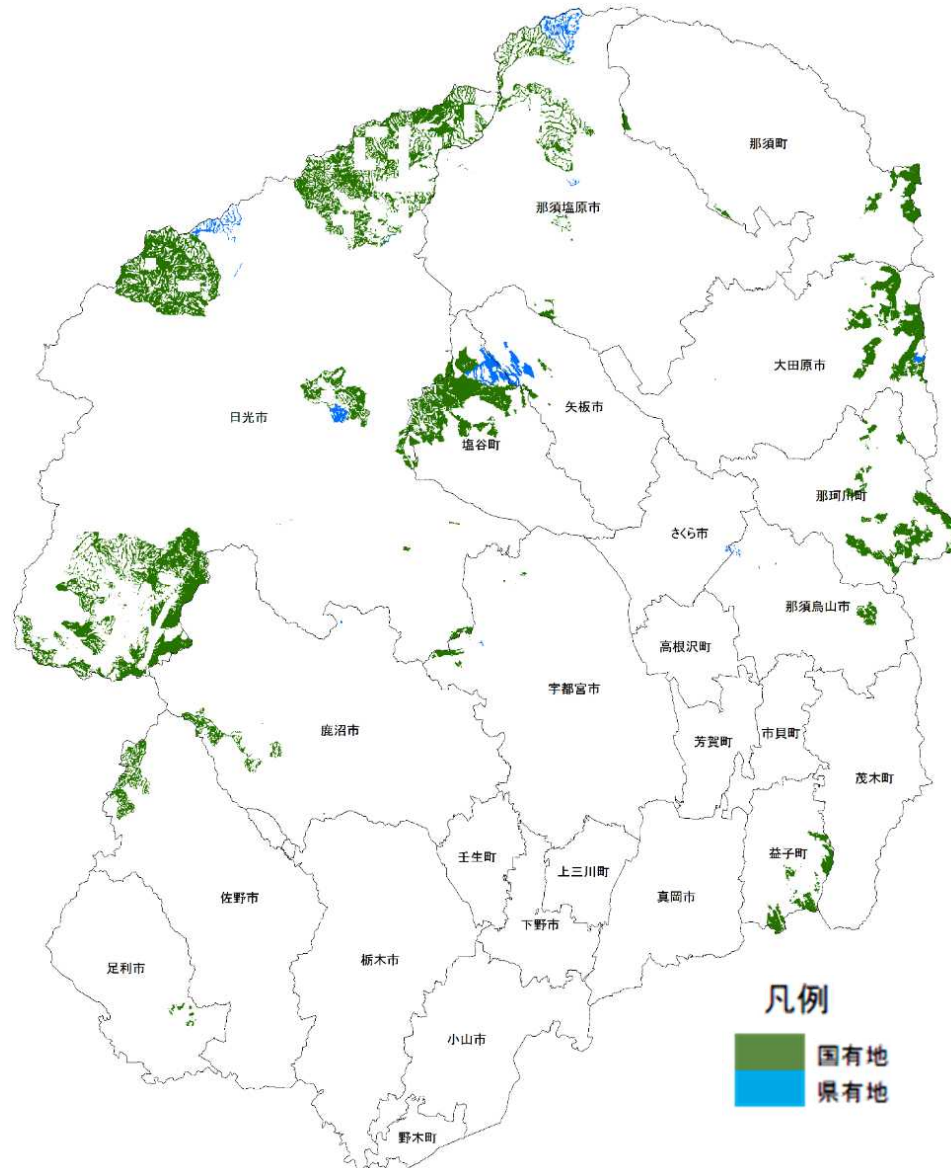 那須町
那須塩原市
大田原市
日光市
矢板市
塩谷町
那珂川町
さくら市
那須烏山市
高根沢町
宇都宮市
鹿沼市
芳賀町
市貝町
茂木町
壬生町
上三川町
益子町
佐野市
真岡市
下野市
栃木市
足利市
小山市
野木町
凡例
国有地
県有地